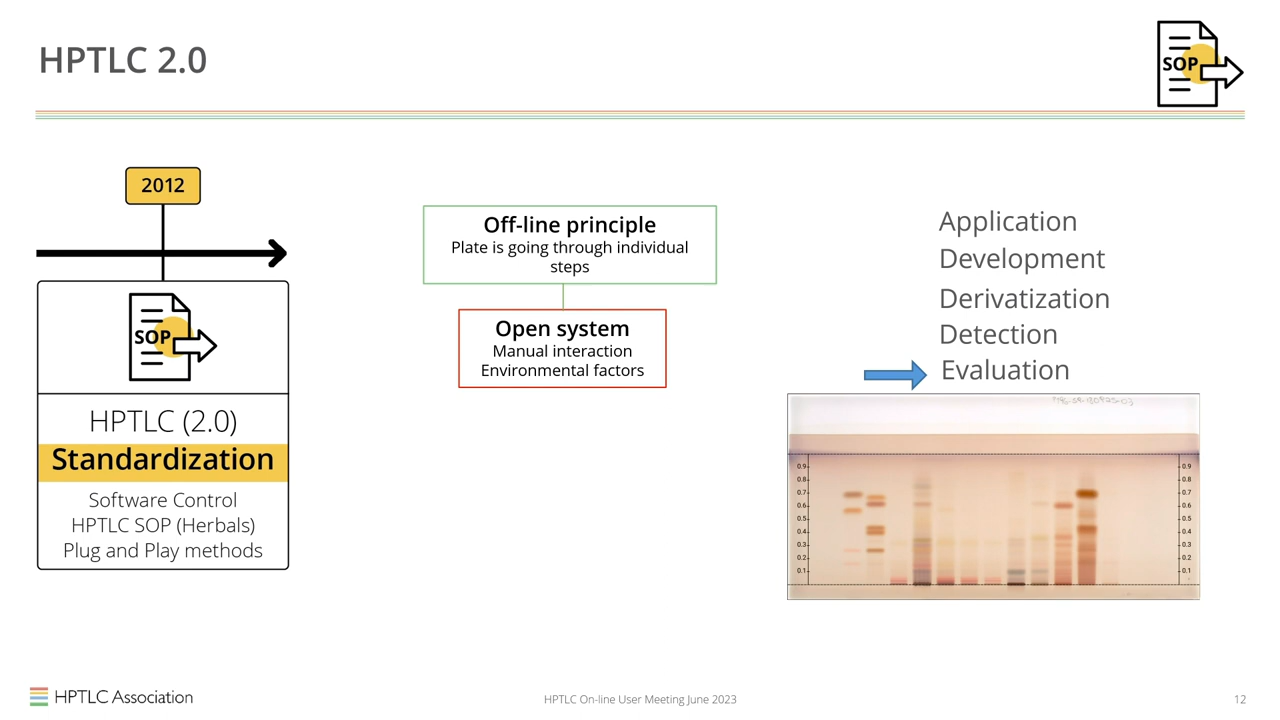 HPTLC 2.0
SOP
2012
SOP
HPTLC (2.0)
Standardization
Software Control
HPTLC SOP (Herbals)
Plug and Play methods
Off-line principle
Plate is going through individual
steps
Open system
Manual interaction
Environmental factors
Application
Development
Derivatization
Detection
Evaluation
0.9 0.9
0.8 0.8
0.7 0.7
0.6 0.6
0.5 0.5
0.4 0.4
0.3 0.3
0.2 0.2
0.1 0.1
HPTLC Association
HPTLC On-line User Meeting June 2023
12